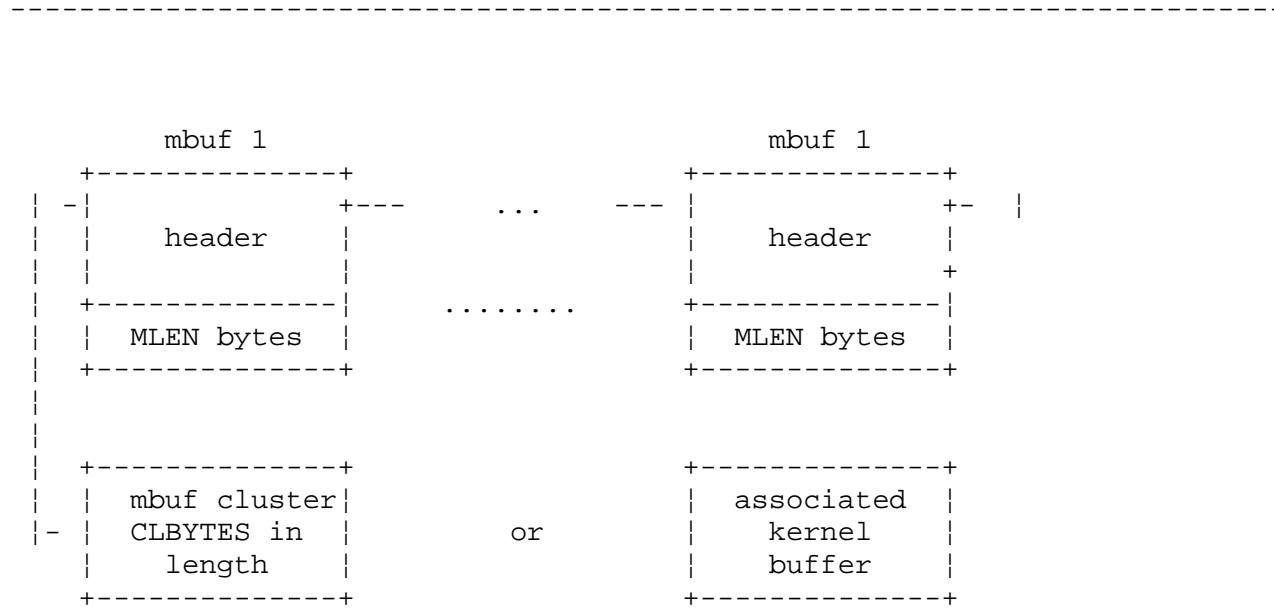 mbuf 1 mbuf 1
... 
header header
........
MLEN bytes MLEN bytes
mbuf cluster associated
CLBYTES in or kernel
length buffer